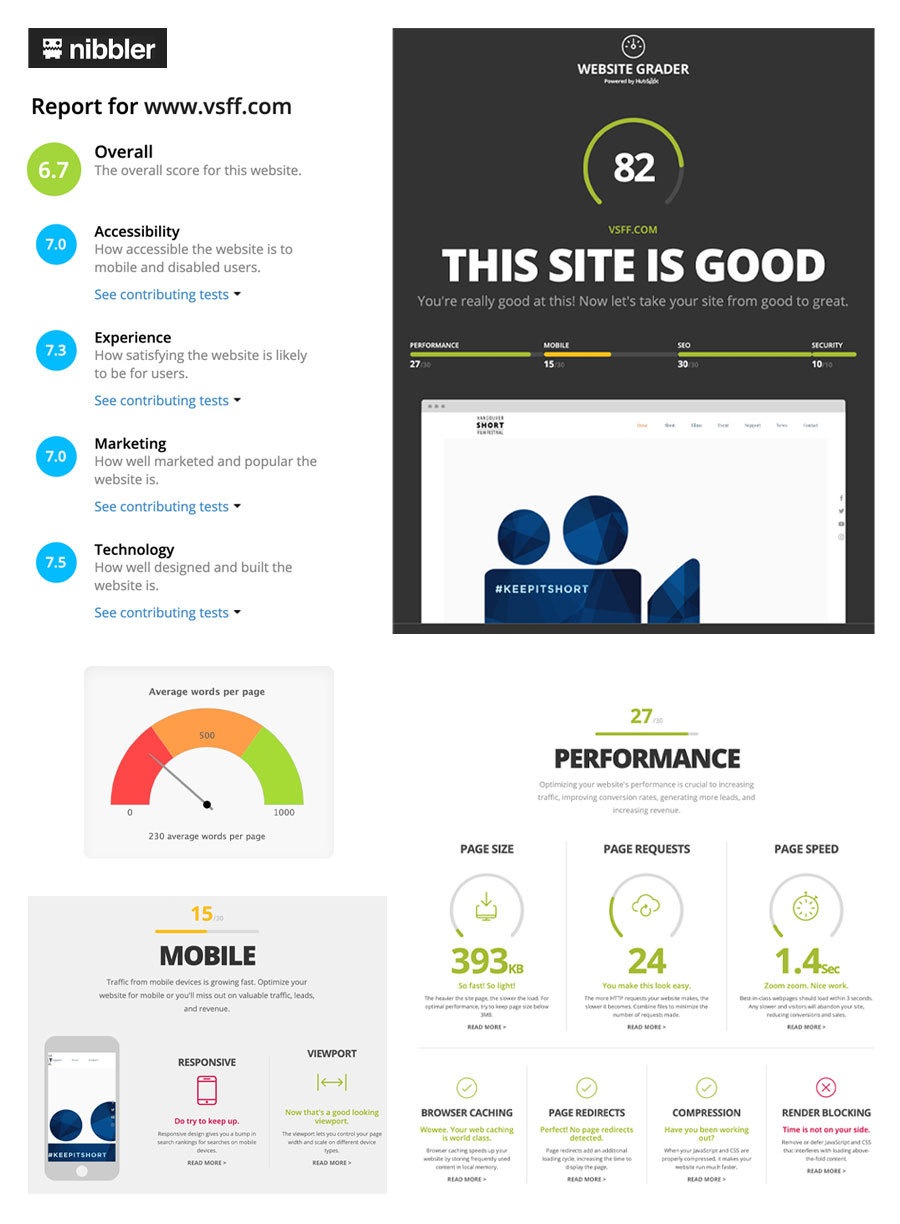 nibbler
Report for www.vsff.com
6.7
Overall
The overall score for this website.
7.0
Accessibility
How accessible the website is to
mobile and disabled users.
See contributing tests
7.3
Experience
How satisfying the website is likely
to be for users.
See contributing tests
7.0
Marketing
How well marketed and popular the
website is.
See contributing tests
7.5
Technology
How well designed and built the
website is.
See contributing tests
WEBSITE GRADER
Powered by HubSpot
82
VSFF.COM
THIS SITE IS GOOD
You're really good at this! Now let's take your site from good to great.
PERFORMANCE MOBILE SEO SECURITY
27/30 15/30 30/30 10/10
VANCOUVER
SHORT
FILM FESTIVAL
Home About Films Event Support News Contact
#KEEPITSHORT
Average words per page
500
0 1000
230 average words per page
27/30
PERFORMANCE
Optimizing your website's performance is crucial to increasing
traffic, improving conversion rates, generating more leads, and
increasing revenue.
PAGE SIZE
393KB
So fast! So light!
The heavier the site page, the slower the load. For
optimal performance, try to keep page size below
3MB.
READ MORE >
PAGE REQUESTS
24
You make this look easy.
The more HTTP requests your website makes, the
slower it becomes. Combine files to minimize the
number of requests made.
READ MORE >
PAGE SPEED
1.4Sec
Zoom zoom. Nice work.
Best-in-class webpages should load within 3 seconds.
Any slower and visitors will abandon your site,
reducing conversions and sales.
READ MORE >
15/30
MOBILE
Traffic from mobile devices is growing fast. Optimize your
website for mobile or you'll miss out on valuable traffic, leads,
and revenue.
#KEEPITSHORT
RESPONSIVE
Do try to keep up.
Responsive design gives you a bump in
search rankings for searches on mobile
devices.
READ MORE >
VIEWPORT
Now that's a good looking
viewport.
The viewport lets you control your page
width and scale on different device
types.
READ MORE >
BROWSER CACHING
Wowee. Your web caching
is world class.
Browser caching speeds up your
website by storing frequently used
content in local memory.
READ MORE >
PAGE REDIRECTS
Perfect! No page redirects
detected.
Page redirects add an additional
loading cycle, increasing the time to
display the page.
READ MORE >
COMPRESSION
Have you been working
out?
When your JavaScript and CSS are
properly compressed, it makes your
website run much faster.
READ MORE >
RENDER BLOCKING
Time is not on your side.
Remove or defer JavaScript and CSS
that interferes with loading above-
the-fold content.
READ MORE >